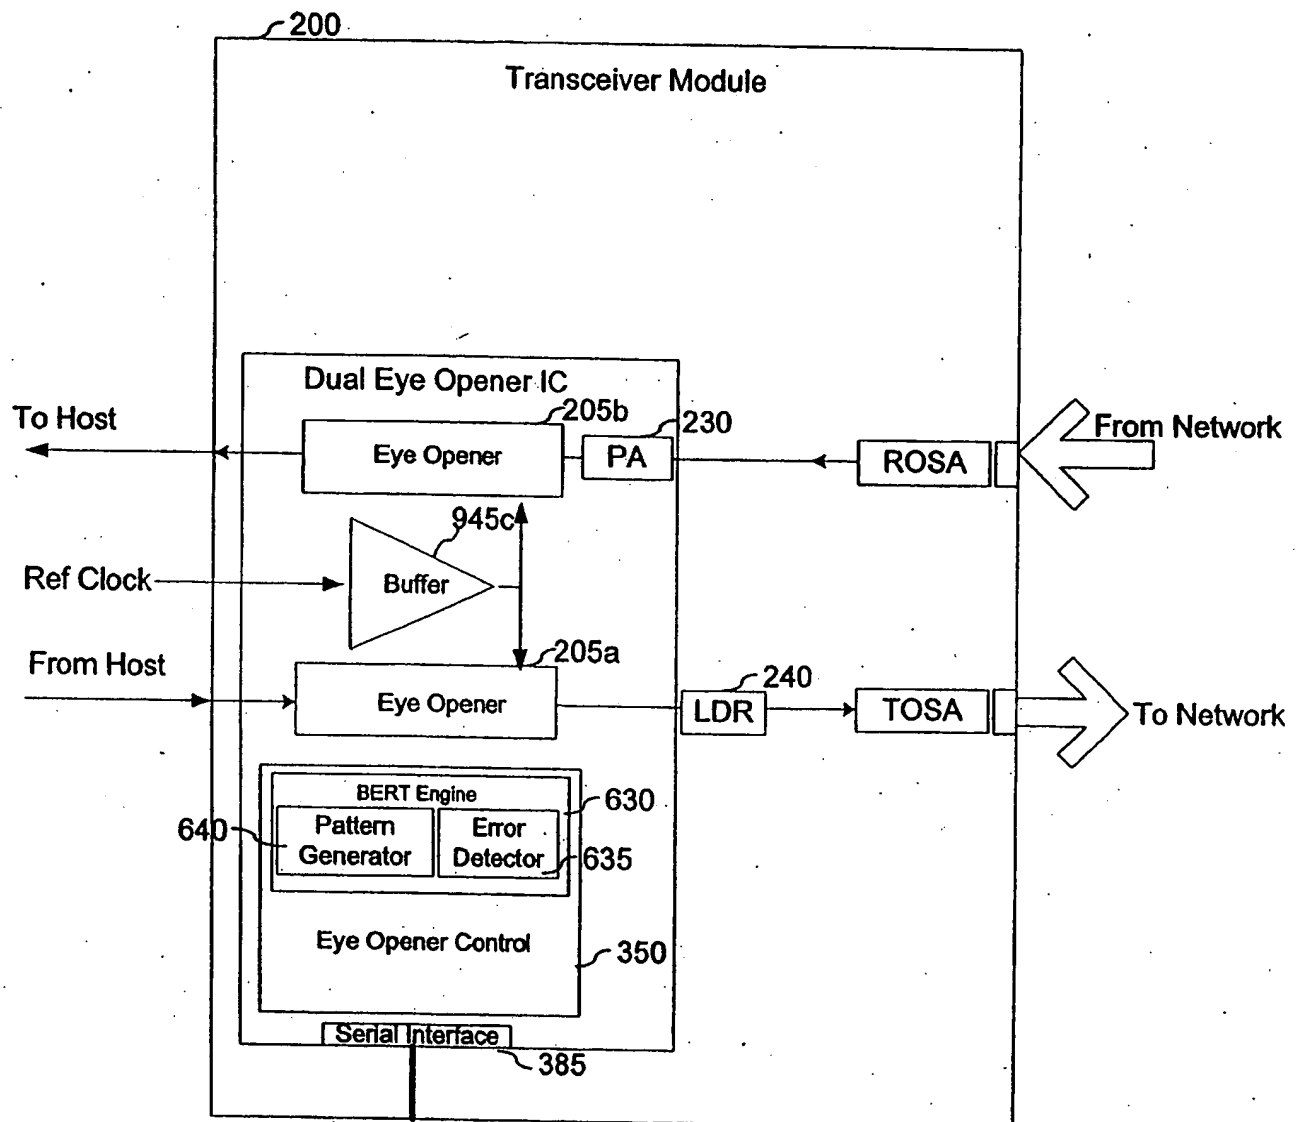 200
Transceiver Module
Dual Eye Opener IC
To Host
205b
230
From Network
Eye Opener
PA
ROSA
945c
Ref Clock
Buffer
From Host
205a
240
Eye Opener
LDR
TOSA
To Network
BERT Engine
630
640
Pattern
Generator
Error
Detector
635
Eye Opener Control
350
Serial Interface
385